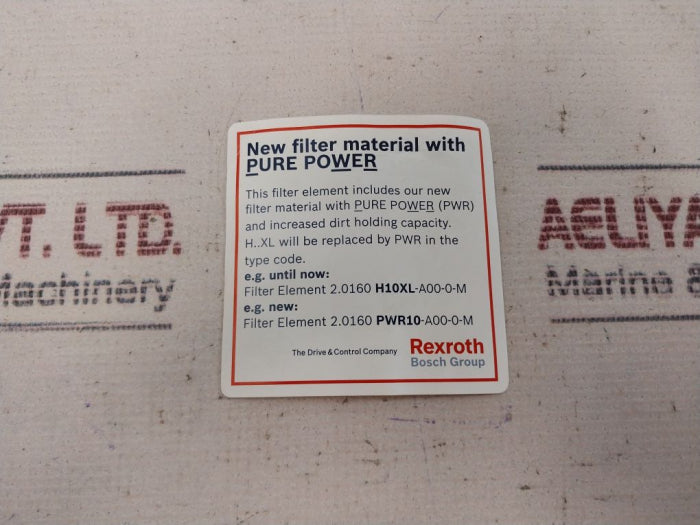 New filter material with
PURE POWER
This filter element includes our new
filter material with PURE POWER (PWR)
and increased dirt holding capacity.
H..XL will be replaced by PWR in the
type code.
e.g. until now:
Filter Element 2.0160 H10XL-A00-0-M
e.g. new:
Filter Element 2.0160 PWR10-A00-0-M
The Drive & Control Company
Rexroth
Bosch Group
VT. LTD.
Machinery
AELIYA
Marine &